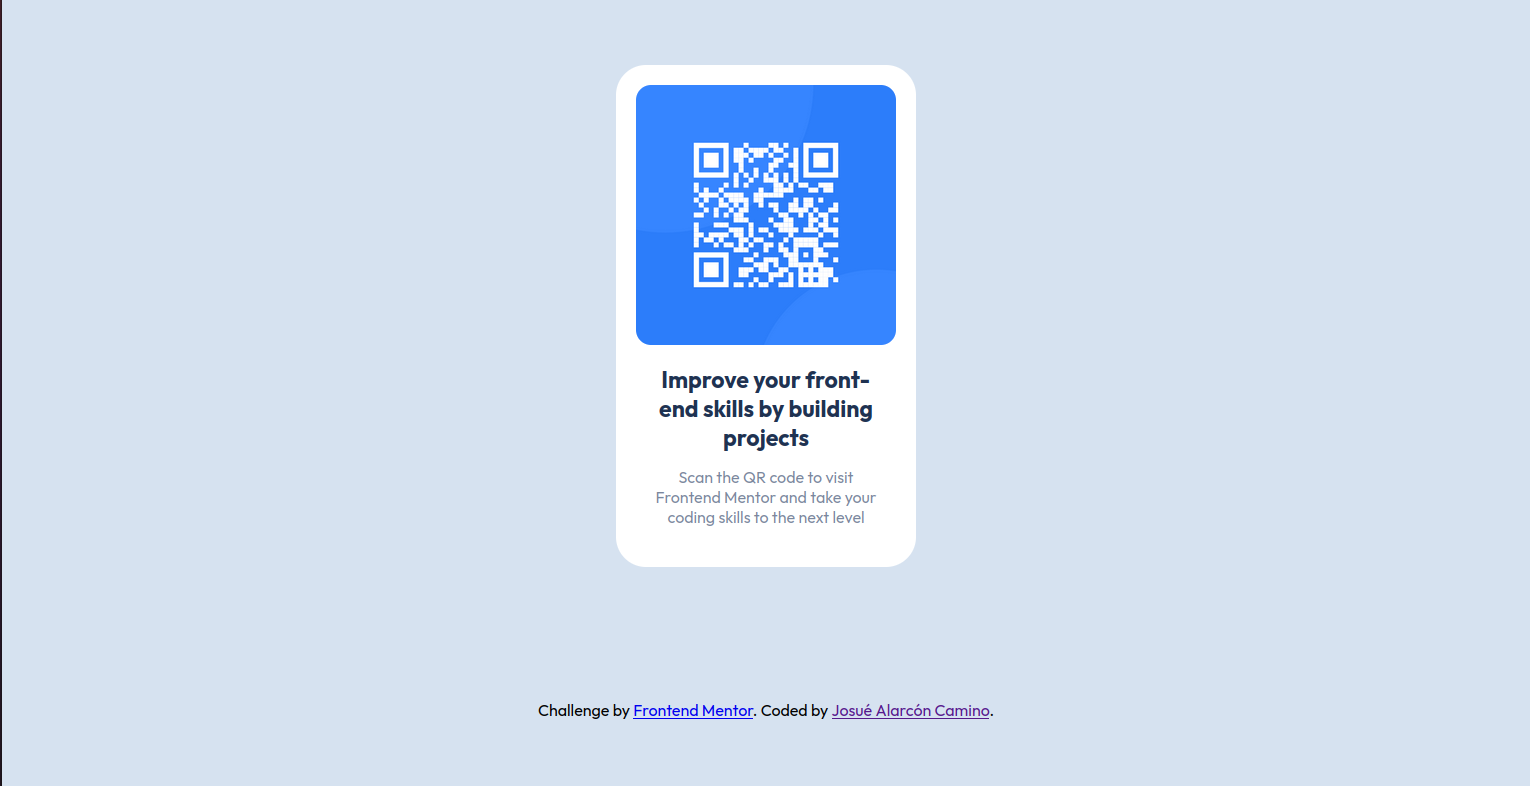 Improve your front-
end skills by building
projects
Scan the QR code to visit
Frontend Mentor and take your
coding skills to the next level
Challenge by Frontend Mentor. Coded by Josué Alarcón Camino.